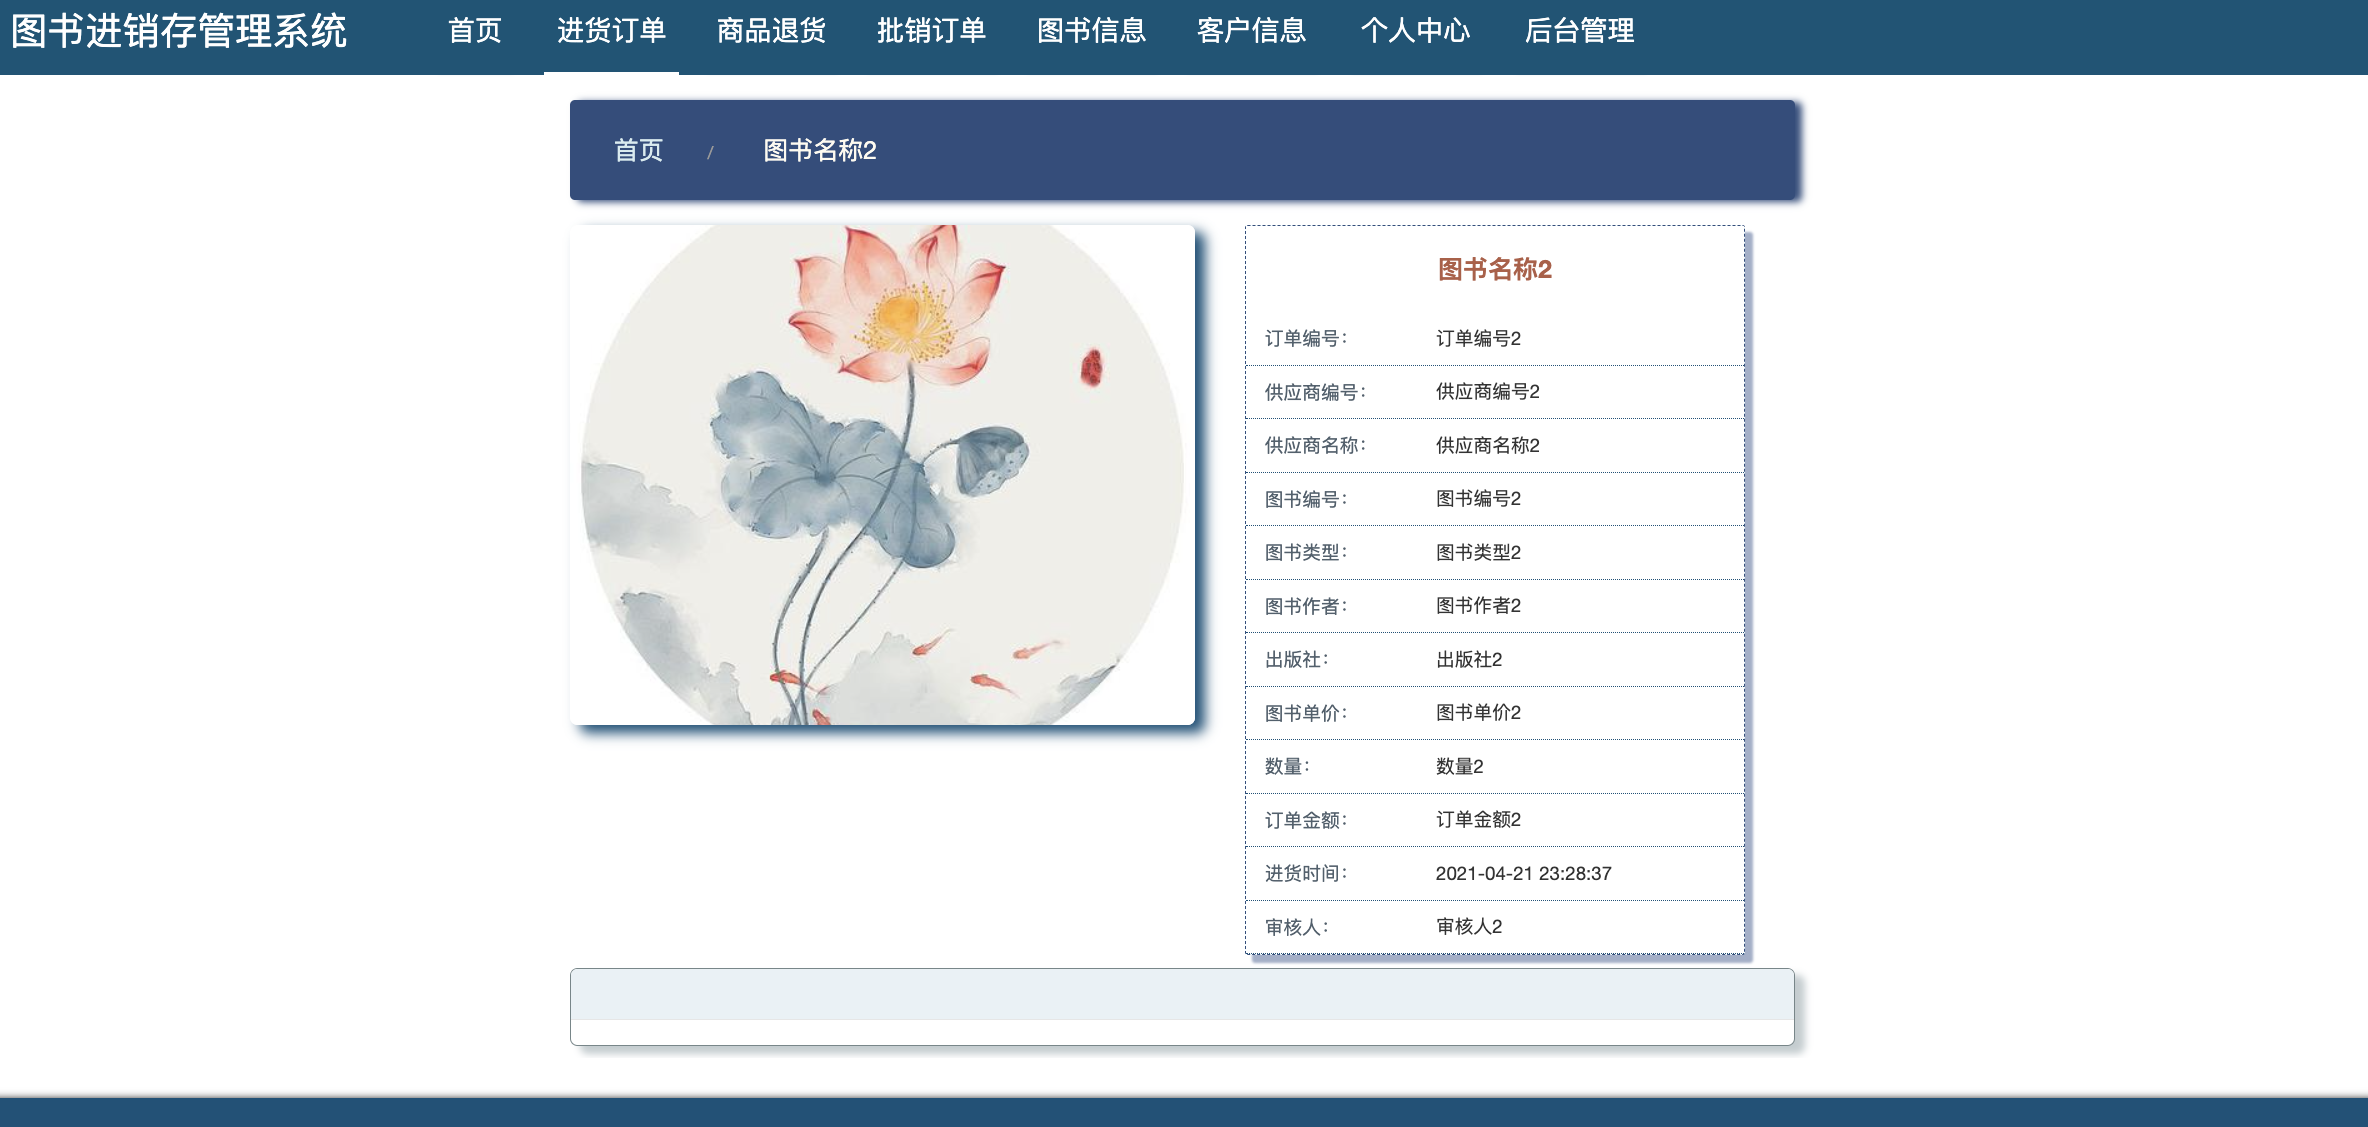 图书进销存管理系统 首页 进货订单 商品退货 批销订单 图书信息 客户信息 个人中心 后台管理
首页 / 图书名称2
图书名称2
订单编号： 订单编号2
供应商编号： 供应商编号2
供应商名称： 供应商名称2
图书编号： 图书编号2
图书类型： 图书类型2
图书作者： 图书作者2
出版社： 出版社2
图书单价： 图书单价2
数量： 数量2
订单金额： 订单金额2
进货时间： 2021-04-21 23:28:37
审核人： 审核人2